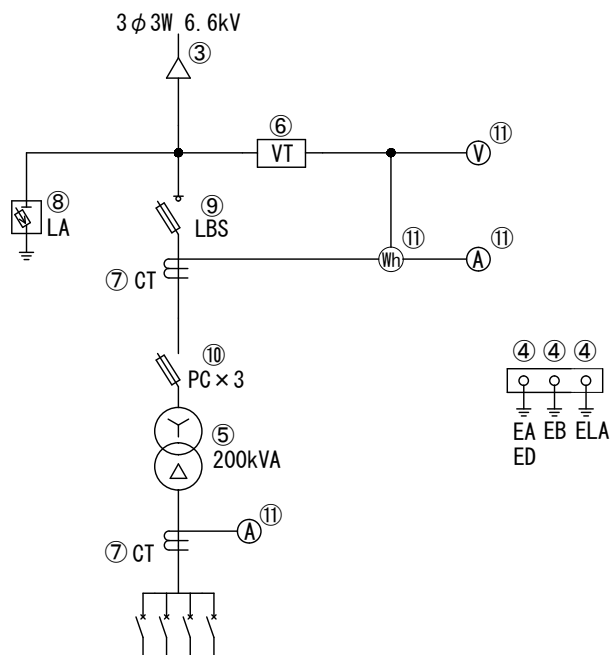 3φ3W 6.6kV
③
⑥
VT
⑪
V
⑧
LA
⑨
LBS
⑪
Wh
⑪
A
⑦ CT
⑩
PC×3
④ ④ ④
EA EB ELA
ED
⑤
200kVA
⑪
A
⑦ CT